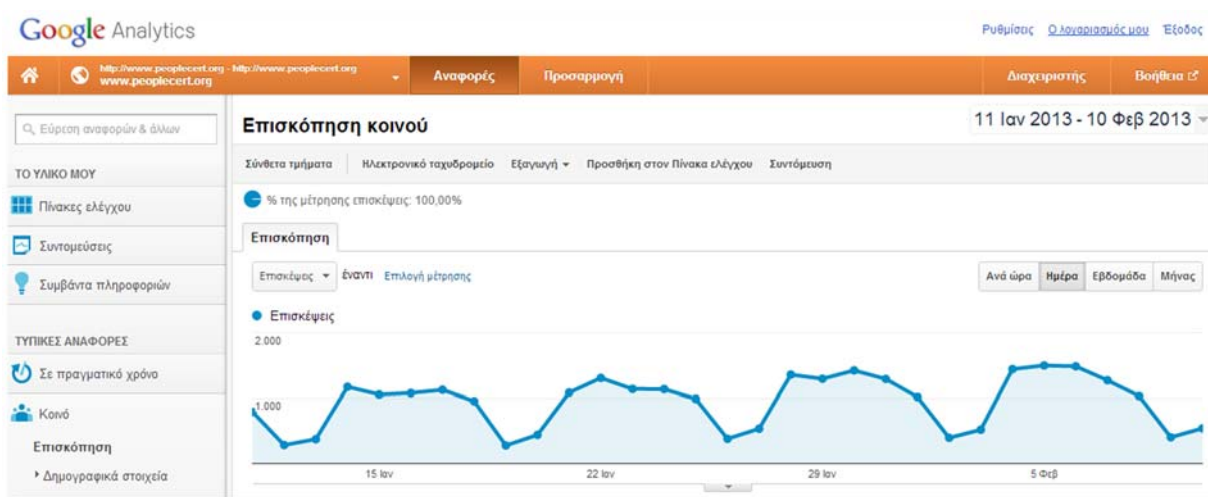 Google Analytics
Ρυθμίσεις Ο λογαριασμός μου Έξοδος
http://www.peoplecert.org - http://www.peoplecert.org
www.peoplecert.org
Αναφορές Προσαρμογή Διαχειριστής Βοήθεια
Εύρεση αναφορών & άλλων
ΤΟ ΥΛΙΚΟ ΜΟΥ
Πίνακες ελέγχου
Συντομεύσεις
Συμβάντα πληροφοριών
ΤΥΠΙΚΕΣ ΑΝΑΦΟΡΕΣ
Σε πραγματικό χρόνο
Κοινό
Επισκόπηση
Δημογραφικά στοιχεία
Επισκόπηση κοινού
11 Ιαν 2013 - 10 Φεβ 2013
Σύνθετα τμήματα Ηλεκτρονικό ταχυδρομείο Εξαγωγή Προσθήκη στον Πίνακα ελέγχου Συντόμευση
% της μέτρησης επισκέψεις: 100,00%
Επισκόπηση
Επισκέψεις έναντι Επιλογή μέτρησης
Ανά ώρα Ημέρα Εβδομάδα Μήνας
Επισκέψεις
2.000
1.000
15 Ιαν 22 Ιαν 29 Ιαν 5 Φεβ